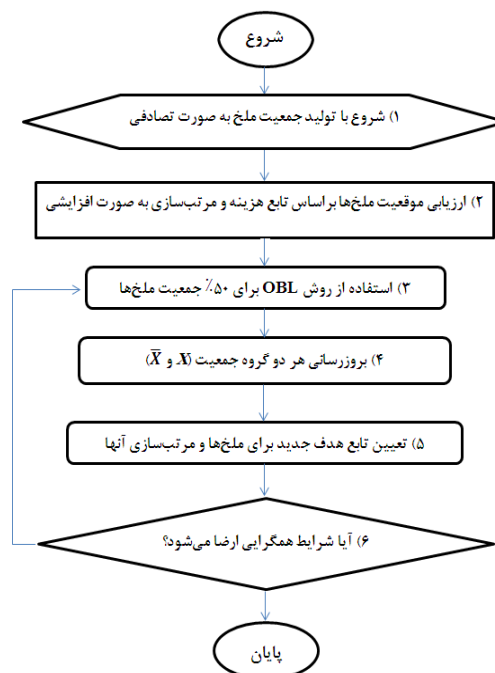 شروع
۱) شروع با تولید جمعیت ملخ به صورت تصادفی
۲) ارزیابی موقعیت ملخ‌ها براساس تابع هزینه و مرتب‌سازی به صورت افزایشی
۳) استفاده از روش OBL برای ۵۰٪ جمعیت ملخ‌ها
۴) بروزرسانی هر دو گروه جمعیت (X و X̅)
۵) تعیین تابع هدف جدید برای ملخ‌ها و مرتب‌سازی آنها
۶) آیا شرایط همگرایی ارضا می‌شود؟
پایان